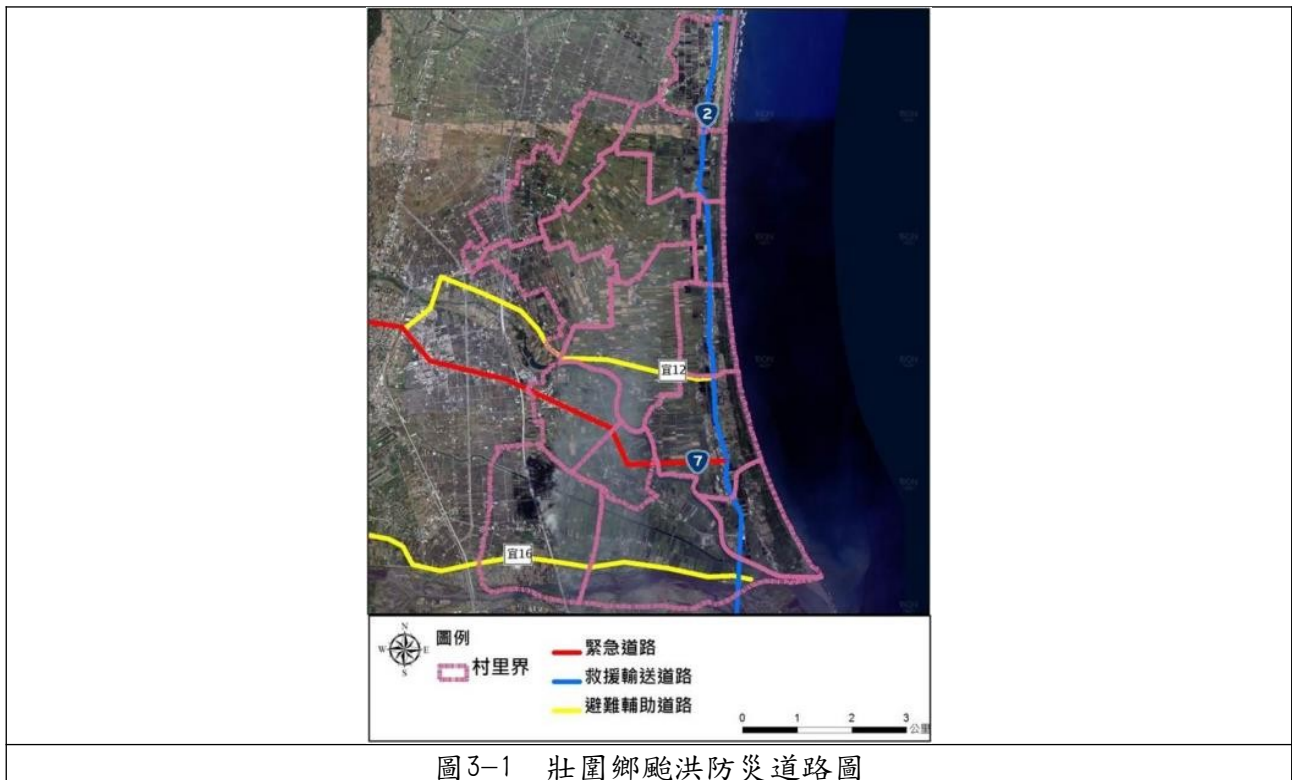 2
宜12
7
宜16
N
W E
S
圖例
村里界
緊急道路
救援輸送道路
避難輔助道路
0 1 2 3
公里
圖3-1 壯圍鄉颱洪防災道路圖